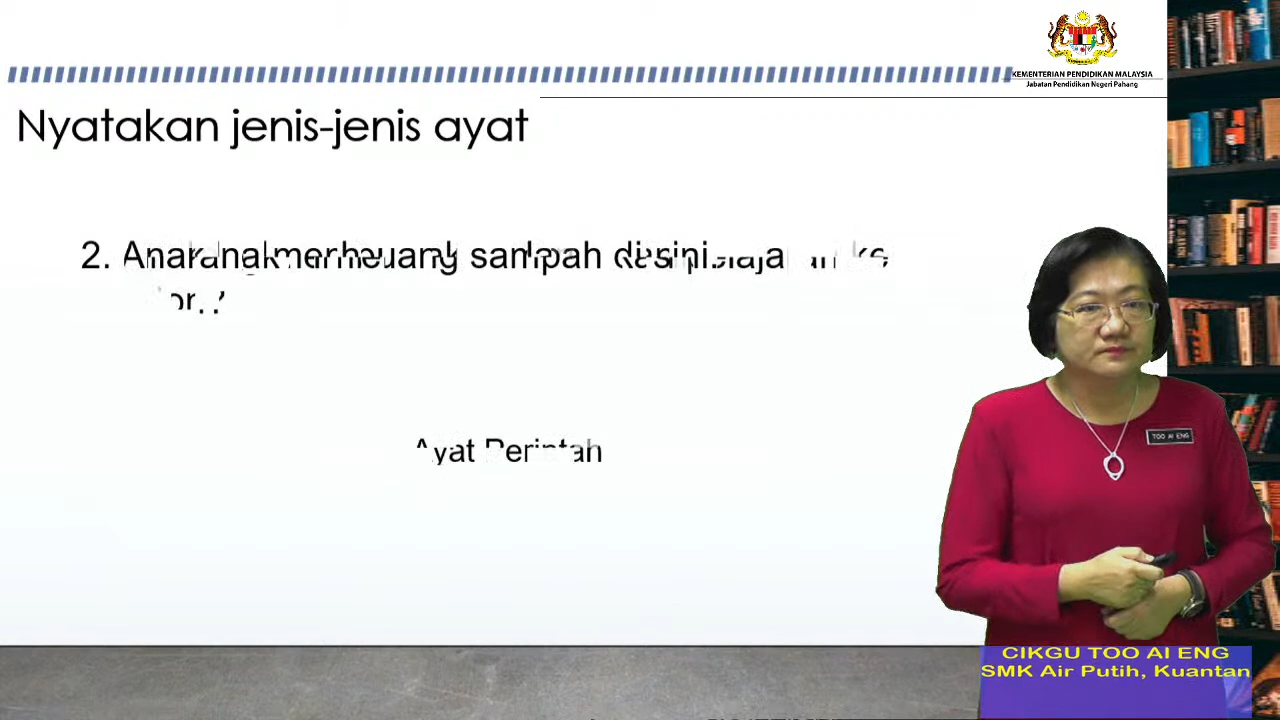 KEMENTERIAN PENDIDIKAN MALAYSIA
Jabatan Pendidikan Negeri Pahang
Nyatakan jenis-jenis ayat
2. sampah
Ayat Perintah
TOO AI ENG
CIKGU TOO AI ENG
SMK Air Putih, Kuantan